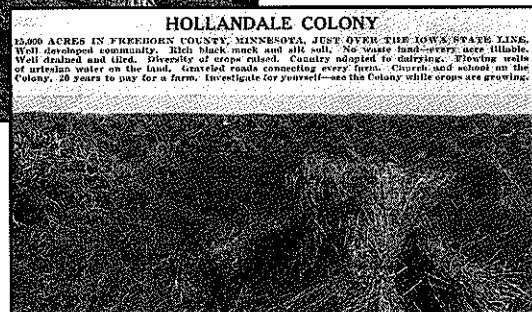 HOLLANDALE COLONY
15,000 ACRES IN FREEBORN COUNTY, MINNESOTA, JUST OVER THE IOWA STATE LINE.
Well developed community. Rich black muck and silt soil. No waste land—every acre tillable.
Well drained and tiled. Diversity of crops raised. Country adapted to dairying. Flowing wells
of artesian water on the land. Graveled roads connecting every farm. Church and school on the
Colony. 20 years to pay for a farm. Investigate for yourself—see the Colony while crops are growing